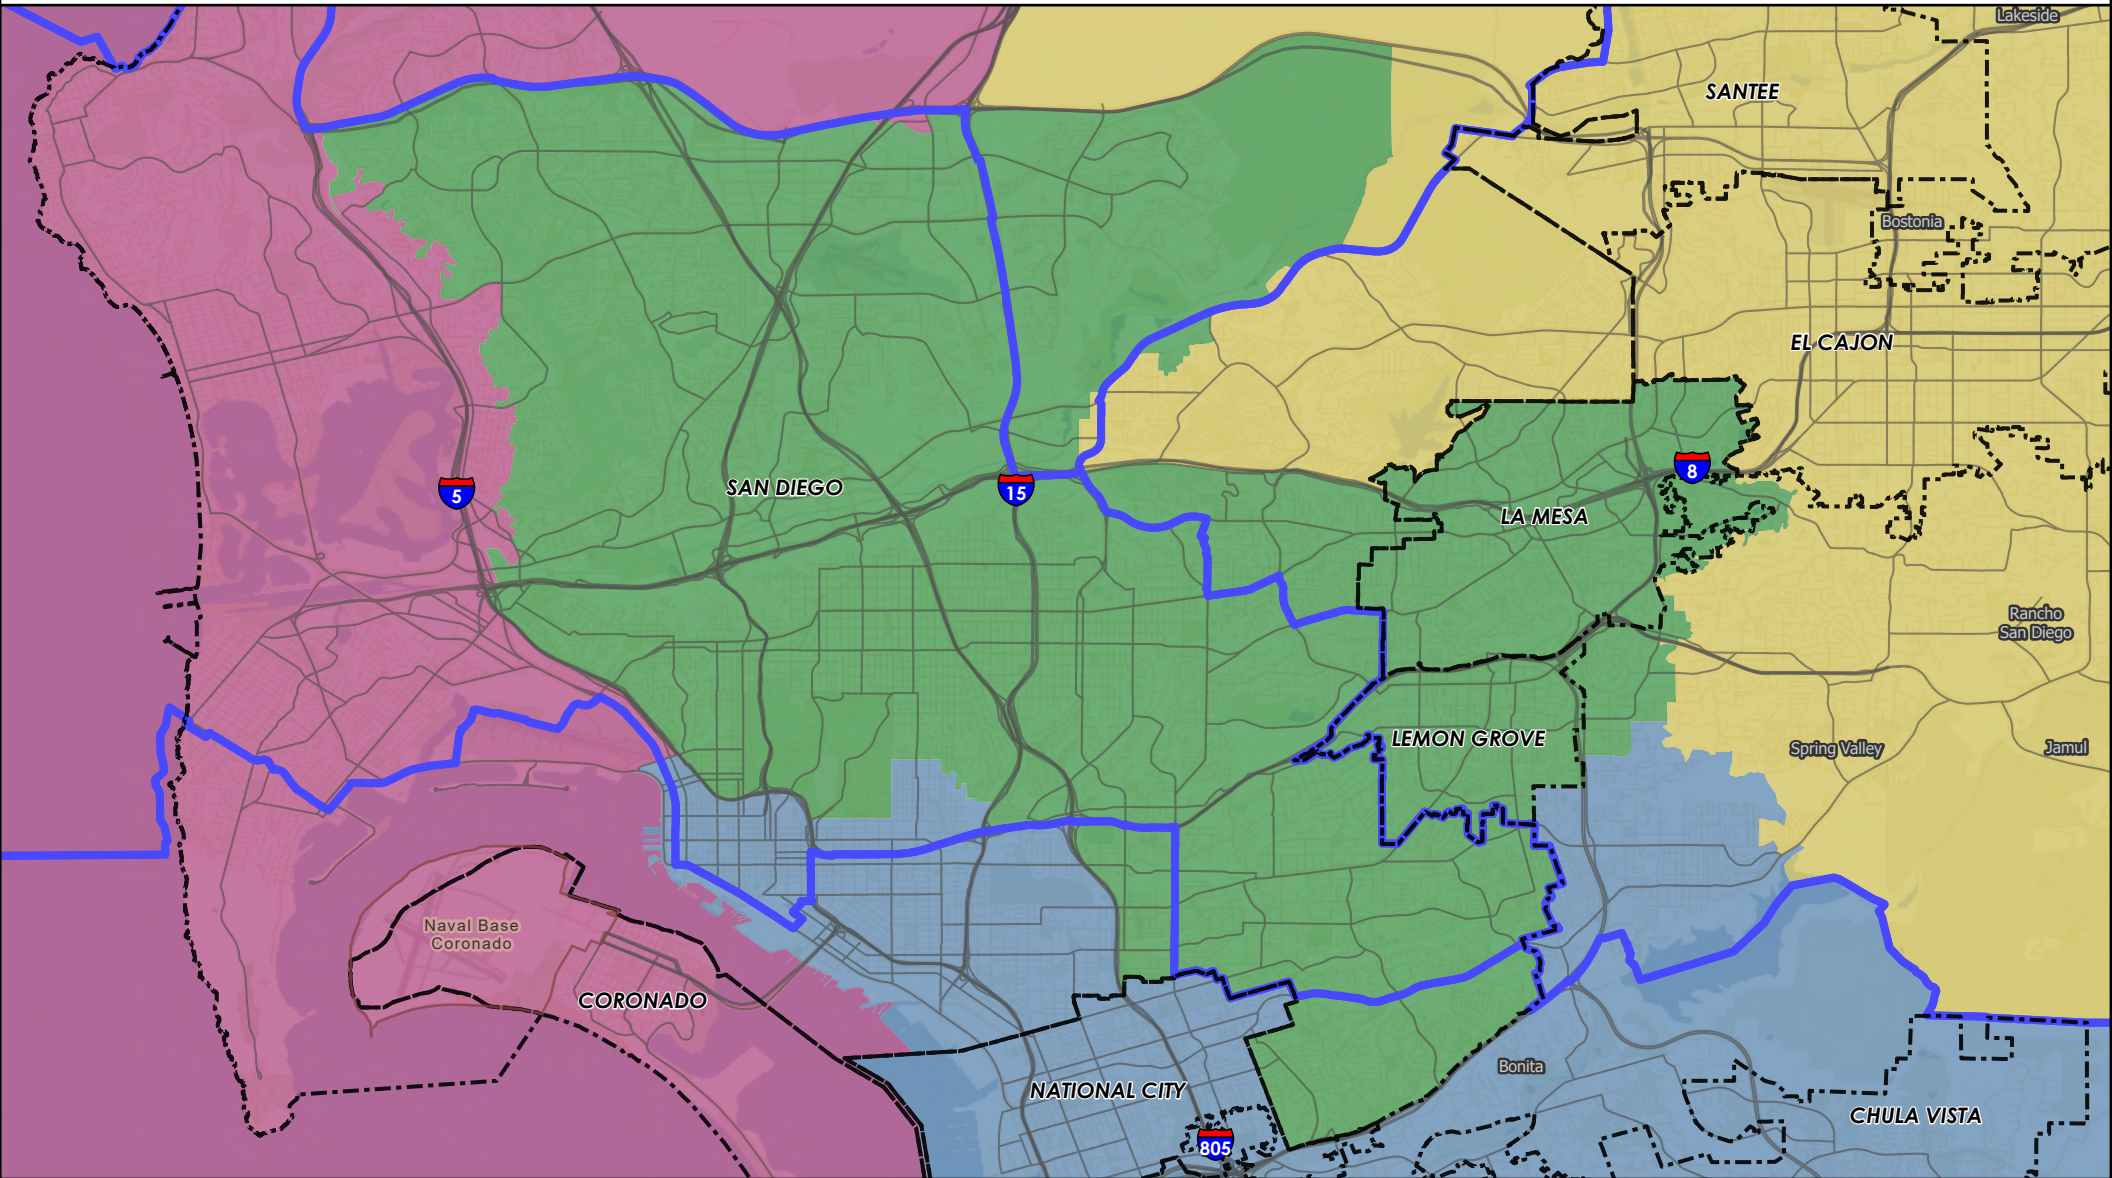 Lakeside
SANTEE
Bostonia
EL CAJON
8
5
SAN DIEGO
15
LA MESA
Rancho
San Diego
LEMON GROVE
Spring Valley
Jamul
Naval Base
Coronado
CORONADO
Bonita
NATIONAL CITY
CHULA VISTA
805